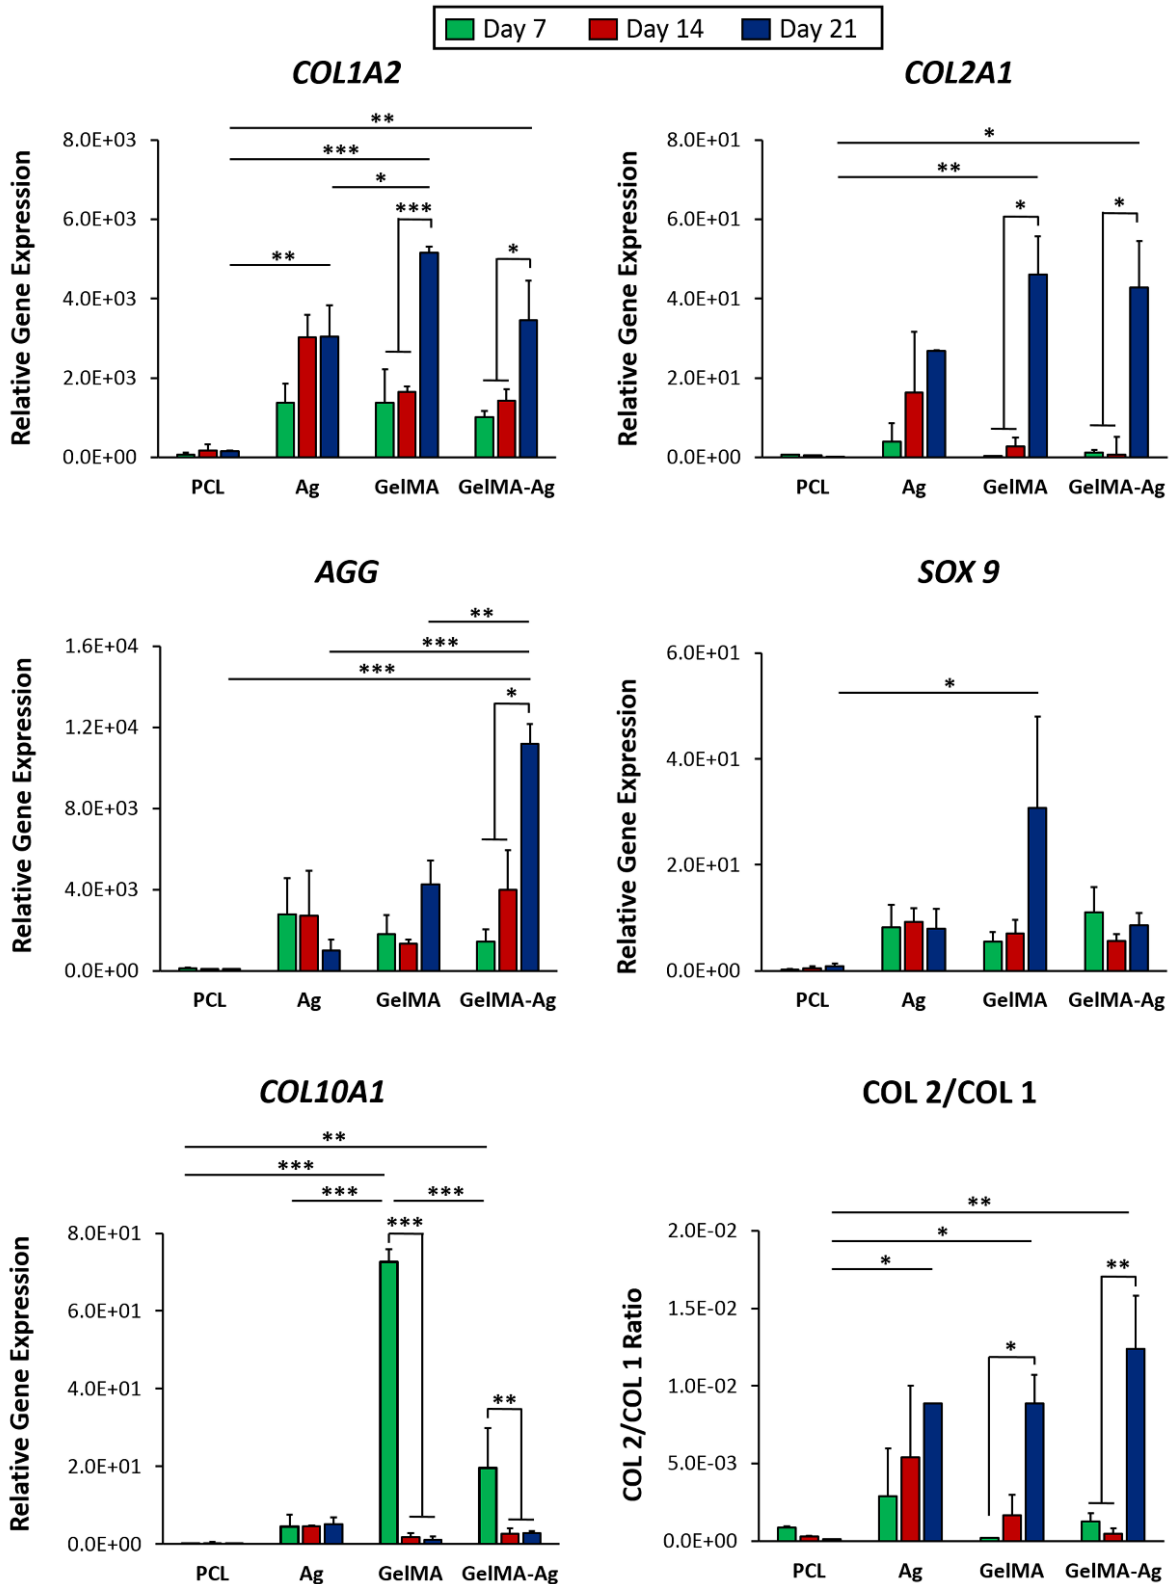 Day 7 Day 14 Day 21
COL1A2
Relative Gene Expression
8.0E+03
6.0E+03
4.0E+03
2.0E+03
0.0E+00
**
***
*
***
*
**
PCL Ag GelMA GelMA-Ag
COL2A1
Relative Gene Expression
8.0E+01
6.0E+01
4.0E+01
2.0E+01
0.0E+00
*
**
*
*
PCL Ag GelMA GelMA-Ag
AGG
Relative Gene Expression
1.6E+04
1.2E+04
8.0E+03
4.0E+03
0.0E+00
**
***
***
*
PCL Ag GelMA GelMA-Ag
SOX 9
Relative Gene Expression
6.0E+01
4.0E+01
2.0E+01
0.0E+00
*
PCL Ag GelMA GelMA-Ag
COL10A1
Relative Gene Expression
8.0E+01
6.0E+01
4.0E+01
2.0E+01
0.0E+00
**
***
*** ***
***
**
PCL Ag GelMA GelMA-Ag
COL 2/COL 1
COL 2/COL 1 Ratio
2.0E-02
1.5E-02
1.0E-02
5.0E-03
0.0E+00
**
*
*
**
*
PCL Ag GelMA GelMA-Ag